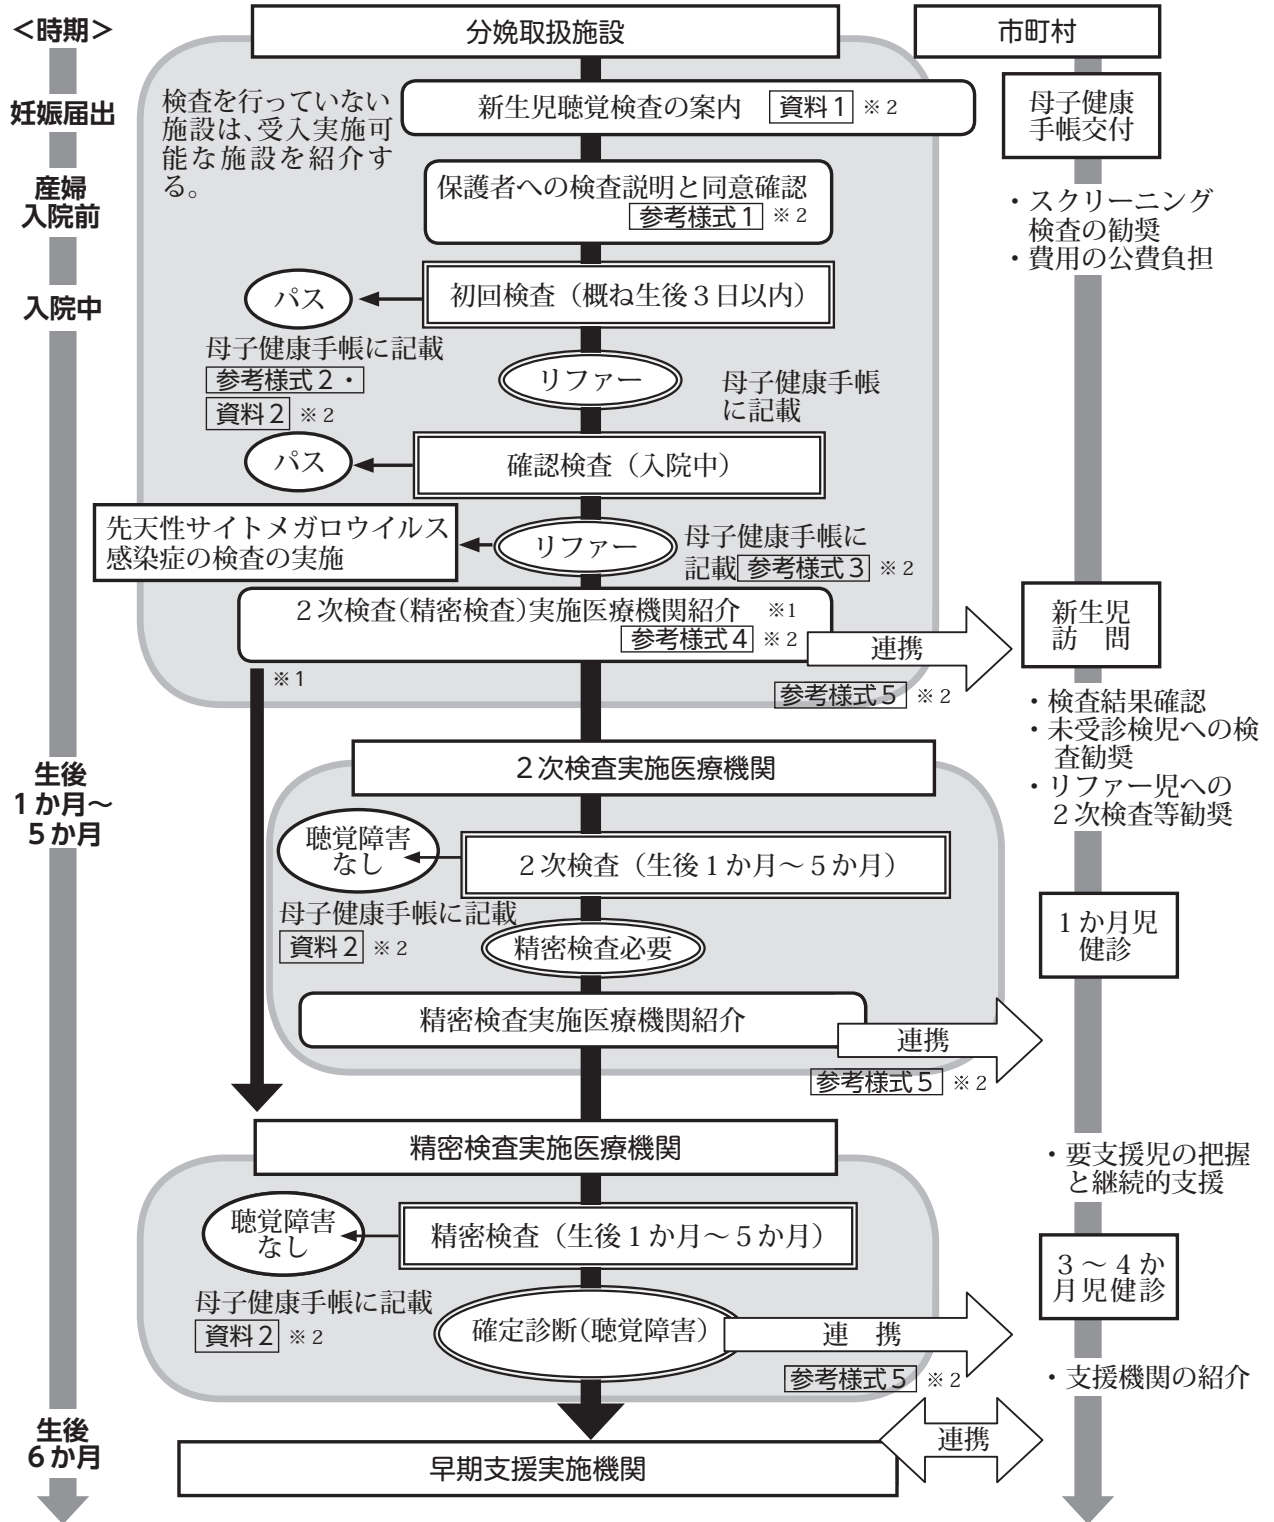 ＜時期＞
妊娠届出
産婦
入院前
入院中
生後
１か月～
５か月
生後
６か月
分娩取扱施設
検査を行っていない
施設は、受入実施可
能な施設を紹介す
る。
新生児聴覚検査の案内 資料１ ※２
保護者への検査説明と同意確認
参考様式１ ※２
初回検査（概ね生後３日以内）
パス
母子健康手帳に記載
参考様式２・
資料２ ※２
リファー
母子健康手帳
に記載
確認検査（入院中）
パス
リファー
先天性サイトメガロウイルス
感染症の検査の実施
母子健康手帳に
記載 参考様式３ ※２
２次検査（精密検査）実施医療機関紹介 ※１
参考様式４ ※２
連携
参考様式５ ※２
※１
２次検査実施医療機関
２次検査（生後１か月～５か月）
聴覚障害
なし
母子健康手帳に記載
資料２ ※２
精密検査必要
精密検査実施医療機関紹介
連携
参考様式５ ※２
精密検査実施医療機関
精密検査（生後１か月～５か月）
聴覚障害
なし
母子健康手帳に記載
資料２ ※２
確定診断（聴覚障害）
連　携
参考様式５ ※２
早期支援実施機関
連携
市町村
母子健康
手帳交付
・スクリーニング
検査の勧奨
・費用の公費負担
新生児
訪　問
・検査結果確認
・未受診検児への検
査勧奨
・リファー児への
２次検査等勧奨
１か月児
健診
・要支援児の把握
と継続的支援
３～４か
月児健診
・支援機関の紹介